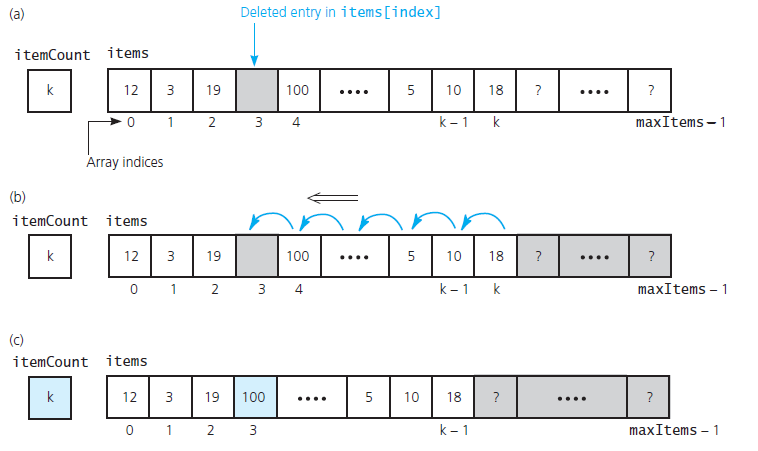 (a)
Deleted entry in items[index]
itemCount items
k 12 3 19 100 •••• 5 10 18 ? •••• ?
0 1 2 3 4 k – 1 k maxItems – 1
Array indices
(b)
itemCount items
k 12 3 19 100 •••• 5 10 18 ? •••• ?
0 1 2 3 4 k – 1 k maxItems – 1
(c)
itemCount items
k 12 3 19 100 •••• 5 10 18 ? •••• ?
0 1 2 3 k – 1 maxItems – 1